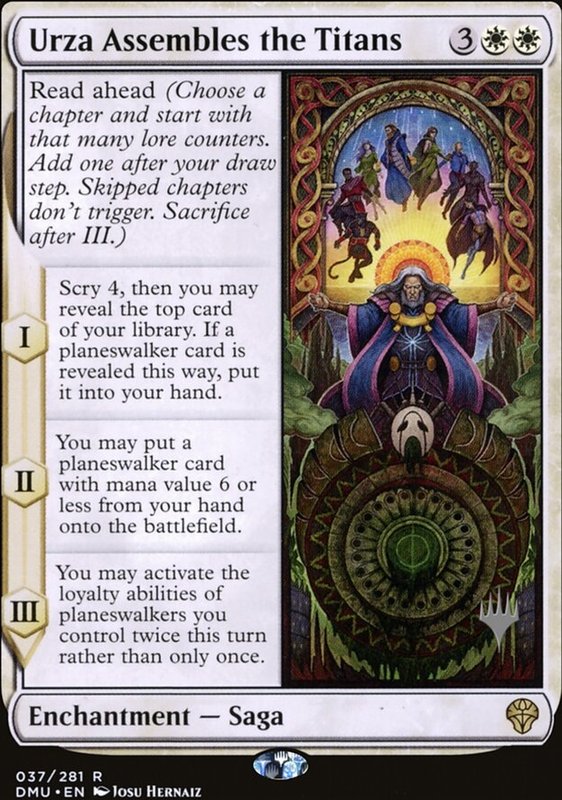 Urza Assembles the Titans 3
Read ahead (Choose a
chapter and start with
that many lore counters.
Add one after your draw
step. Skipped chapters
don't trigger. Sacrifice
after III.)
I
Scry 4, then you may
reveal the top card
of your library. If a
planeswalker card is
revealed this way, put
it into your hand.
II
You may put a
planeswalker card
with mana value 6 or
less from your hand
onto the battlefield.
III
You may activate the
loyalty abilities of
planeswalkers you
control twice this turn
rather than only once.
Enchantment — Saga
037/281 R
DMU • EN Josu Hernaiz